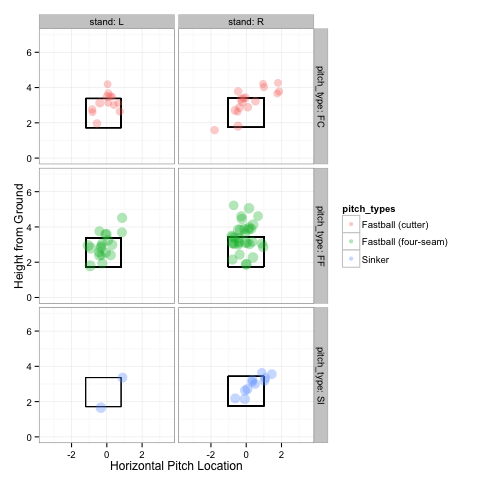 stand: L
stand: R
6
4
2
0
pitch_type: FC
6
4
2
0
pitch_type: FF
6
4
2
0
pitch_type: SI
Height from Ground
-2
0
2
-2
0
2
Horizontal Pitch Location
pitch_types
Fastball (cutter)
Fastball (four-seam)
Sinker